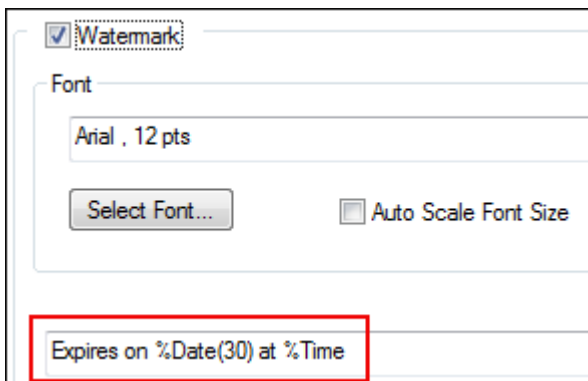 Watermark
Font
Arial , 12 pts
Select Font...
Auto Scale Font Size
Expires on %Date(30) at %Time